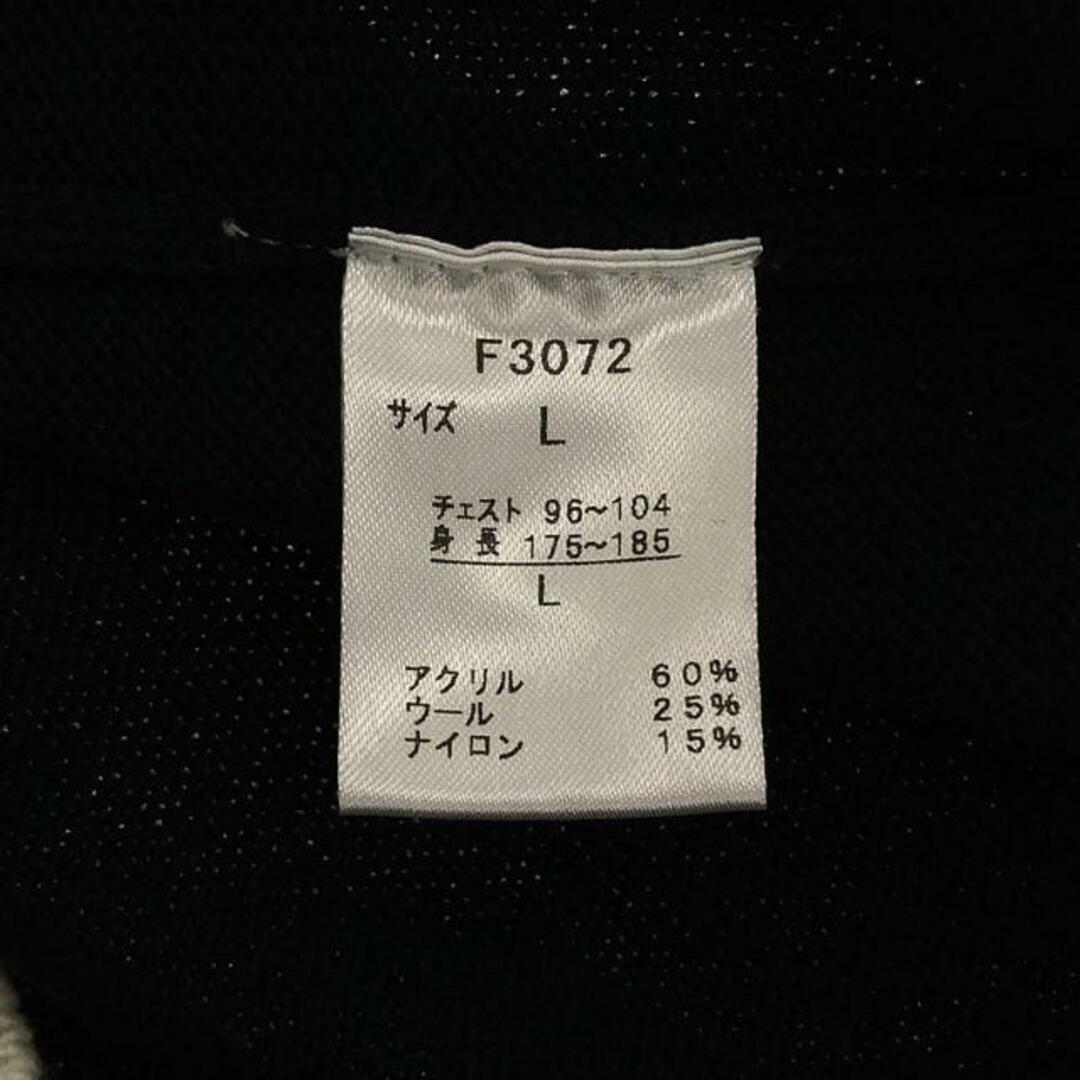 F3072
サイズ L
チェスト 96~104
身長 175~185
L
アクリル 60%
ウール 25%
ナイロン 15%